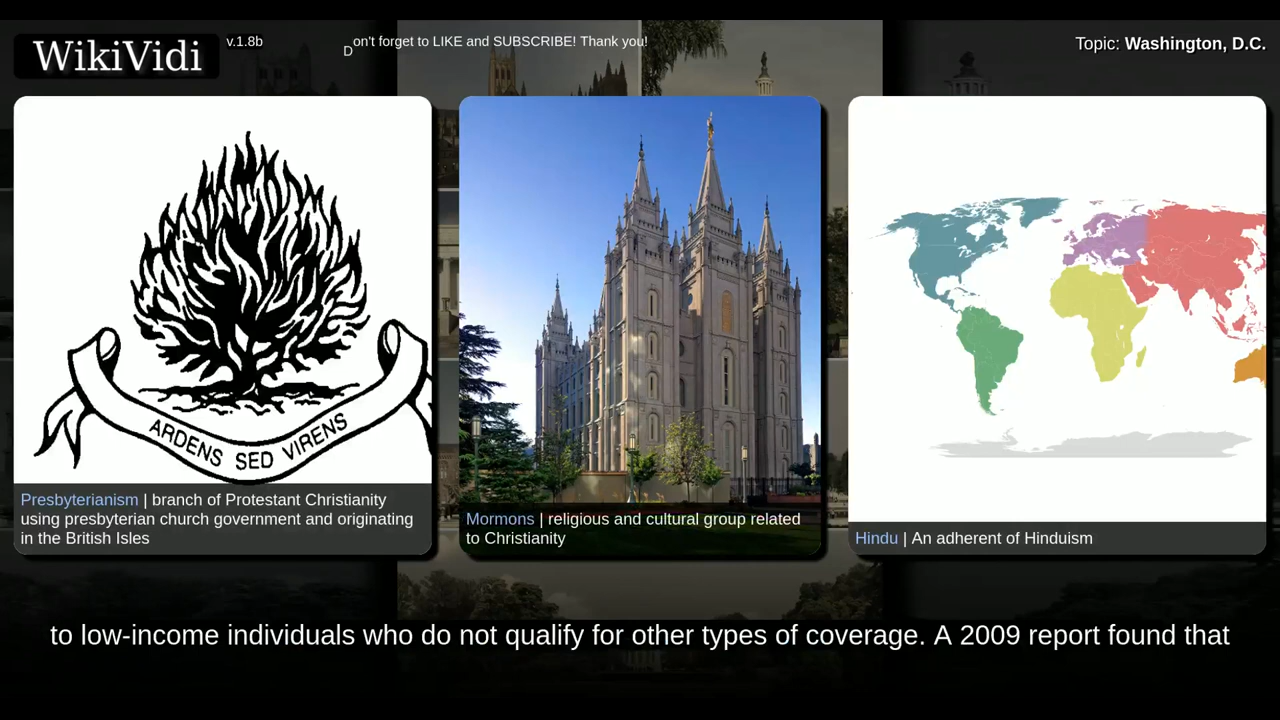 WikiVidi
v.1.8b
Don't forget to LIKE and SUBSCRIBE! Thank you!
Topic: Washington, D.C.
ARDENS SED VIRENS
Presbyterianism | branch of Protestant Christianity
using presbyterian church government and originating
in the British Isles
Mormons | religious and cultural group related
to Christianity
Hindu | An adherent of Hinduism
to low-income individuals who do not qualify for other types of coverage. A 2009 report found that